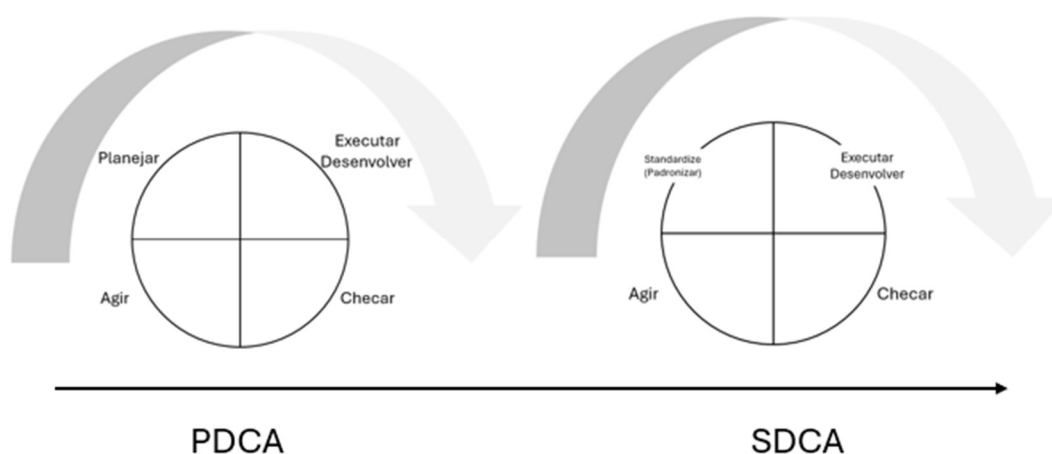 Planejar
Executar
Desenvolver
Agir
Checar
Standardize
(Padronizar)
Executar
Desenvolver
Agir
Checar
PDCA
SDCA